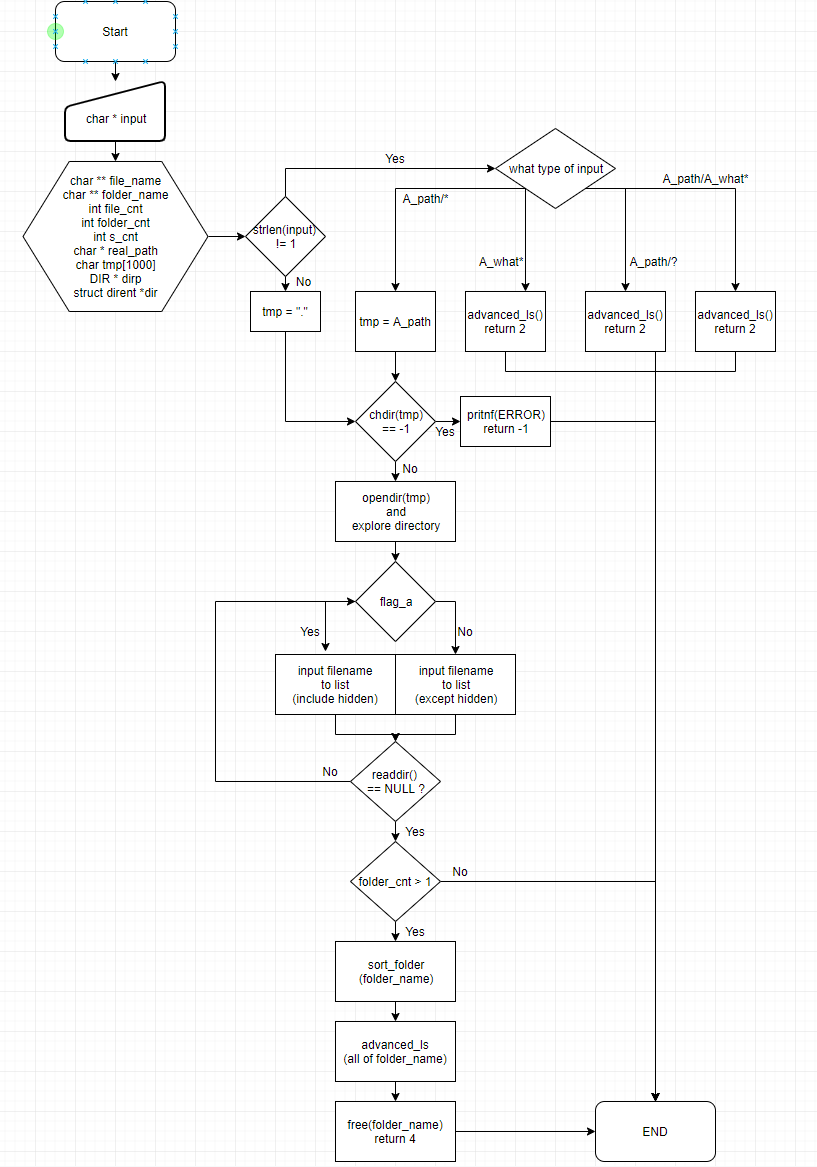 Start
char * input
char ** file_name
char ** folder_name
int file_cnt
int folder_cnt
int s_cnt
char * real_path
char tmp[1000]
DIR * dirp
struct dirent *dir
strlen(input)
!= 1
Yes
No
what type of input
A_path/*
A_what*
A_path/?
A_path/A_what*
tmp = "."
tmp = A_path
advanced_ls()
return 2
advanced_ls()
return 2
advanced_ls()
return 2
chdir(tmp)
== -1
Yes
pritnf(ERROR)
return -1
No
opendir(tmp)
and
explore directory
flag_a
Yes
No
input filename
to list
(include hidden)
input filename
to list
(except hidden)
readdir()
== NULL ?
No
Yes
folder_cnt > 1
No
Yes
sort_folder
(folder_name)
advanced_ls
(all of folder_name)
free(folder_name)
return 4
END